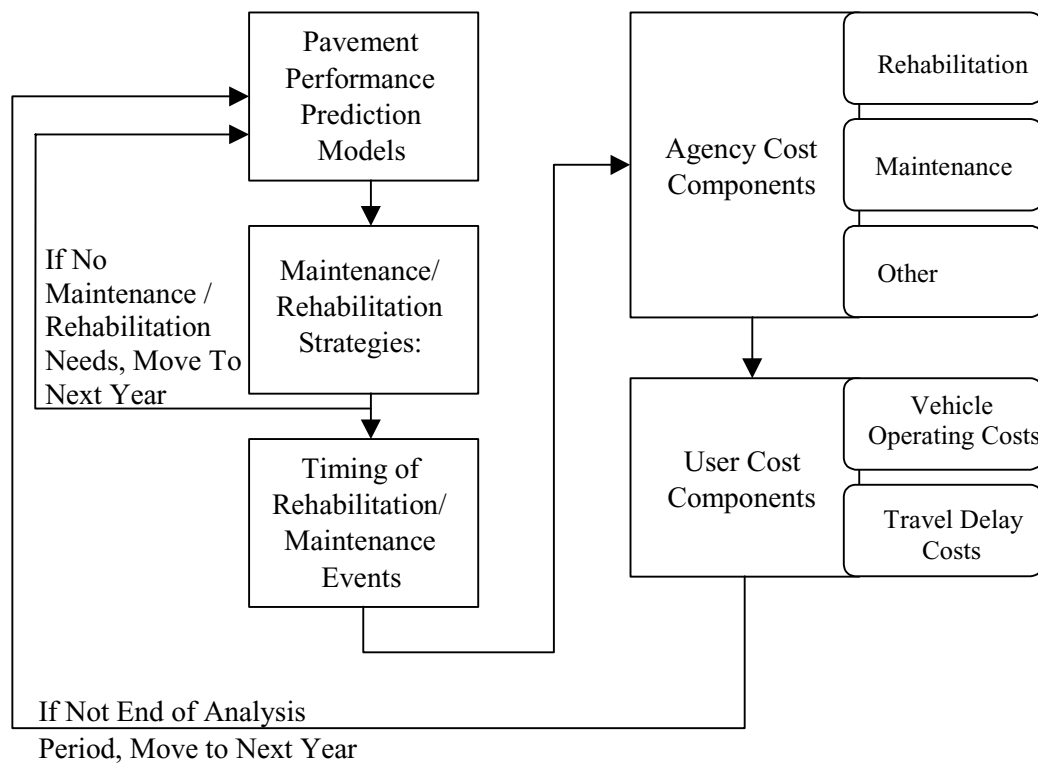 Pavement
Performance
Prediction
Models
If No
Maintenance /
Rehabilitation
Needs, Move To
Next Year
Maintenance/
Rehabilitation
Strategies:
Timing of
Rehabilitation/
Maintenance
Events
Agency Cost
Components
Rehabilitation
Maintenance
Other
User Cost
Components
Vehicle
Operating Costs
Travel Delay
Costs
If Not End of Analysis
Period, Move to Next Year